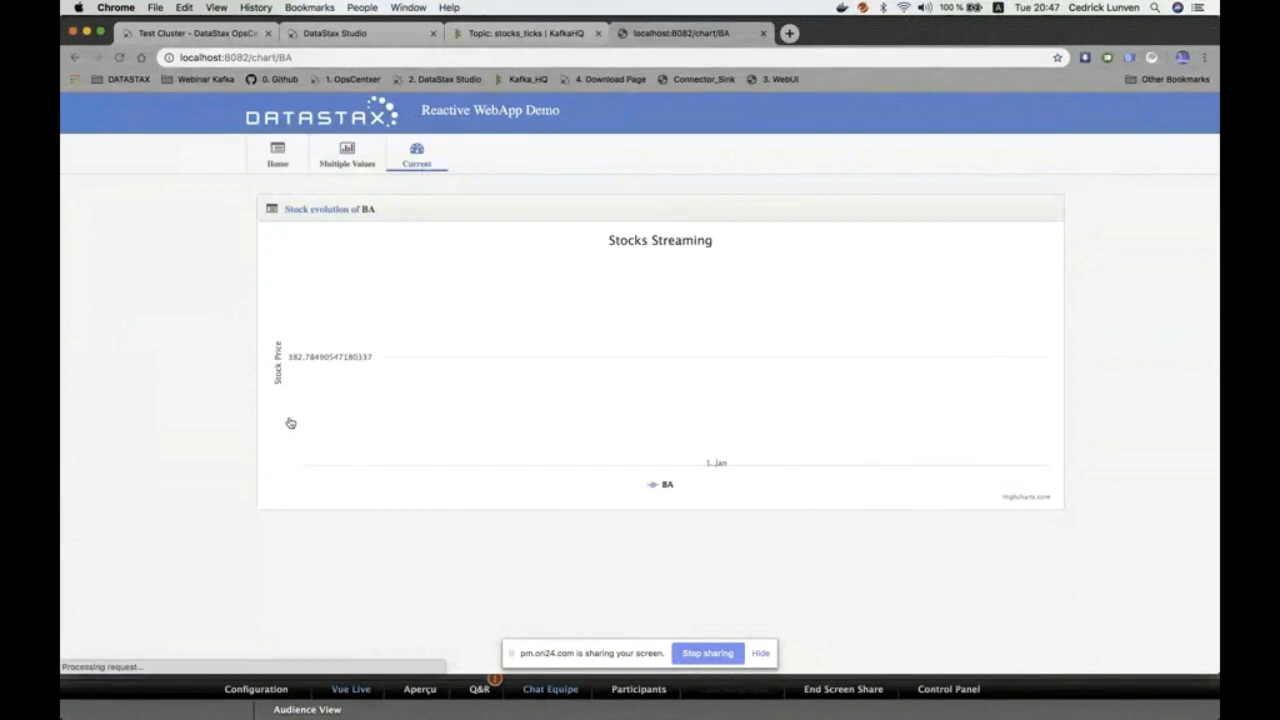 Chrome File Edit View History Bookmarks People Window Help 100 % A Tue 20:47 Cedrick Lunven
Test Cluster - DataStax OpsCe × DataStax Studio × Topic: stocks_ticks | KafkaHQ × localhost:8082/chart/BA ×
localhost:8082/chart/BA
DATASTAX Webinar Kafka 0. Github 1. OpsCentxer 2. DataStax Studio Kafka_HQ 4. Download Page Connector_Sink 3. WebUI Other Bookmarks
DATASTAX Reactive WebApp Demo
Home Multiple Values Current
Stock evolution of BA
Stocks Streaming
Stock Price
382.78490547180337
1. Jan
BA
Highcharts.com
pm.on24.com is sharing your screen. Stop sharing Hide
Processing request...
Configuration Vue Live Aperçu Q&R ! Chat Equipe Participants End Screen Share Control Panel
Audience View